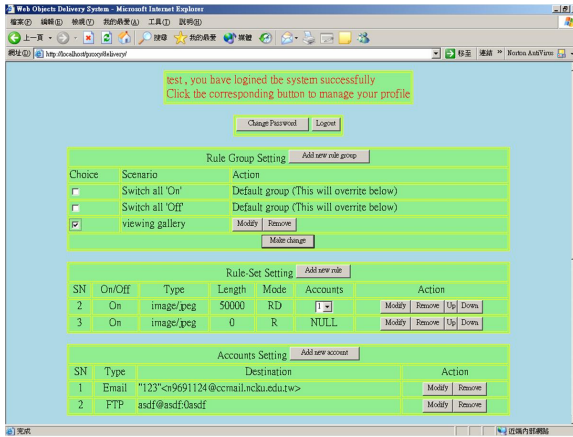 Web Objects Delivery System - Microsoft Internet Explorer
檔案(F) 編輯(E) 檢視(V) 我的最愛(A) 工具(T) 說明(H)
上一頁 搜尋 我的最愛 媒體
網址(D) http://localhost/proxy/delivery/ 移至 連結 » Norton AntiVirus
test , you have logined the system successfully
Click the corresponding button to manage your profile
Change Password Logout
Rule Group Setting Add new rule group
Choice Scenario Action
Switch all 'On' Default group (This will overrite below)
Switch all 'Off' Default group (This will overrite below)
viewing gallery Modify Remove
Make change
Rule-Set Setting Add new rule
SN On/Off Type Length Mode Accounts Action
2 On image/jpeg 50000 RD 1 Modify Remove Up Down
3 On image/jpeg 0 R NULL Modify Remove Up Down
Accounts Setting Add new account
SN Type Destination Action
1 Email "123"<n9691124@ccmail.ncku.edu.tw> Modify Remove
2 FTP asdf@asdf:0asdf Modify Remove
完成 近端內部網路